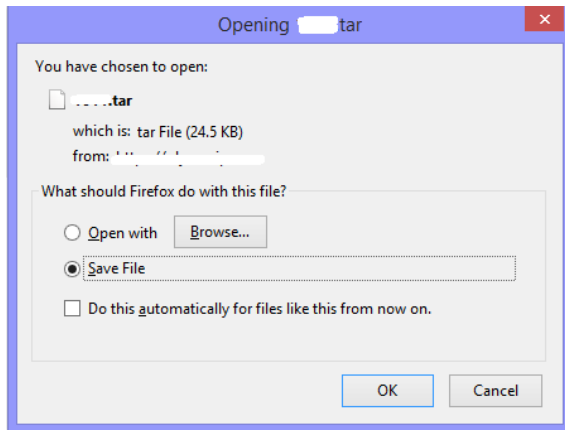 Opening tar
You have chosen to open:
.tar
which is: tar File (24.5 KB)
from:
What should Firefox do with this file?
Open with Browse...
Save File
Do this automatically for files like this from now on.
OK Cancel